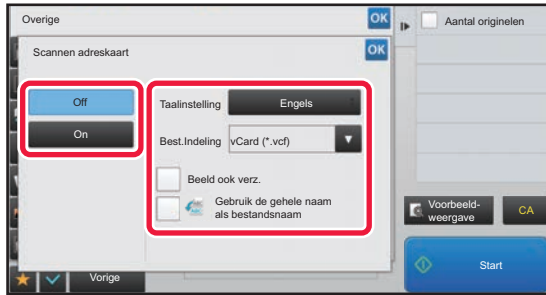 Overige
OK
Aantal originelen
Scannen adreskaart
OK
Off
On
Taalinstelling
Engels
Best.Indeling
vCard (*.vcf)
Beeld ook verz.
Gebruik de gehele naam
als bestandsnaam
Voorbeeld-
weergave
CA
Start
Vorige